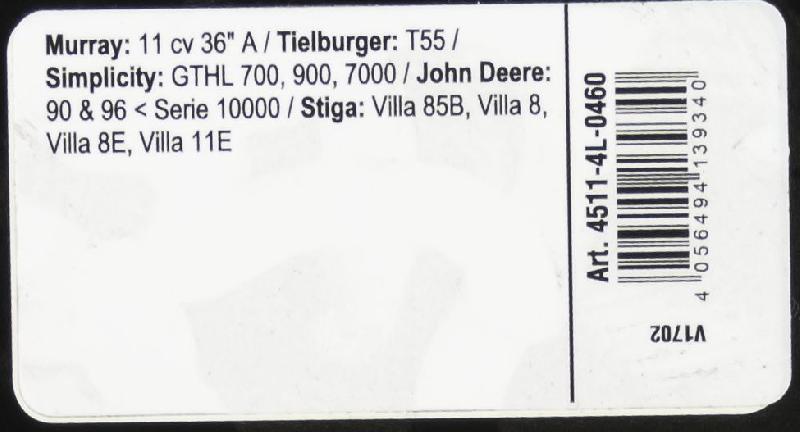 Murray: 11 cv 36" A / Tielburger: T55 /
Simplicity: GTHL 700, 900, 7000 / John Deere:
90 & 96 < Serie 10000 / Stiga: Villa 85B, Villa 8,
Villa 8E, Villa 11E
Art. 4511-4L-0460
4 056494 139340
V1702